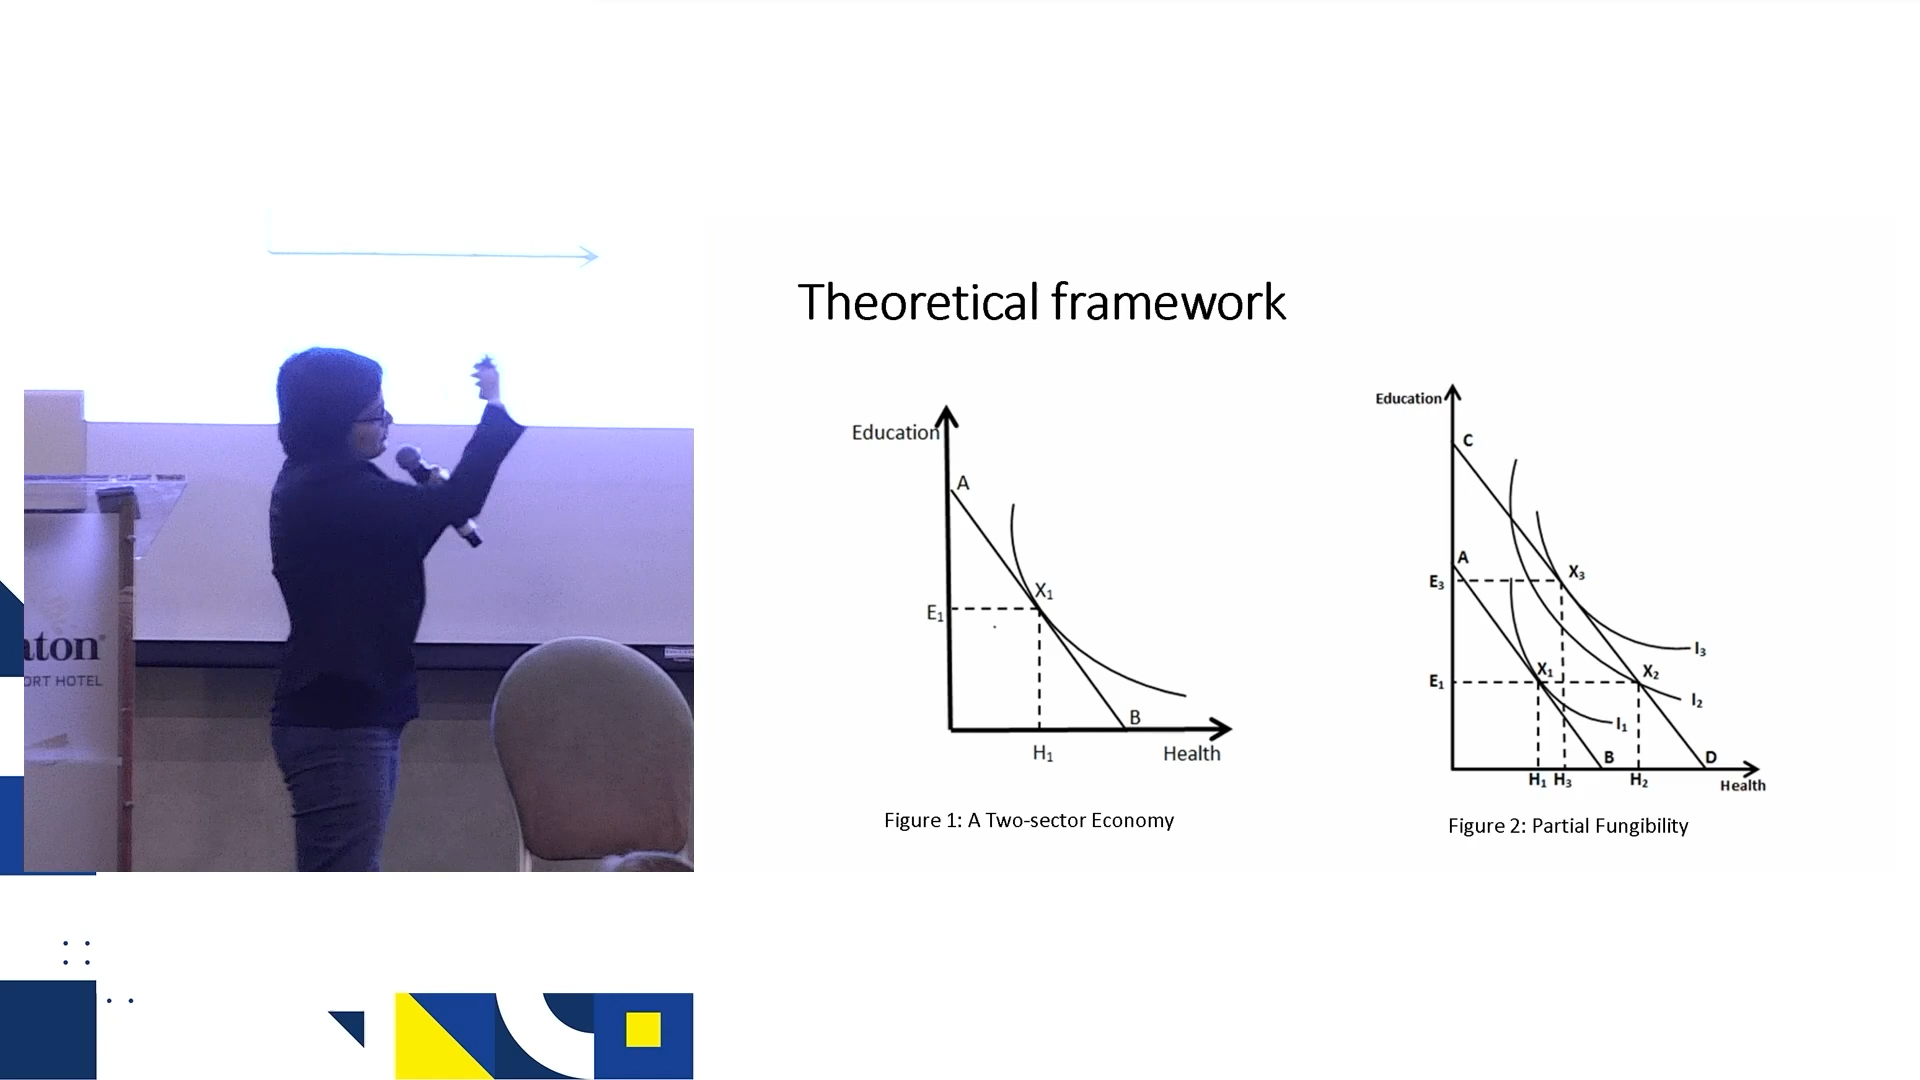 Theoretical framework
Education
A
X₁
E₁
B
H₁
Health
Figure 1: A Two-sector Economy
Education
C
A
E₃
X₃
I₃
E₁
X₁
X₂
I₂
I₁
B
D
H₁ H₃
H₂
Health
Figure 2: Partial Fungibility
aton
ORT HOTEL